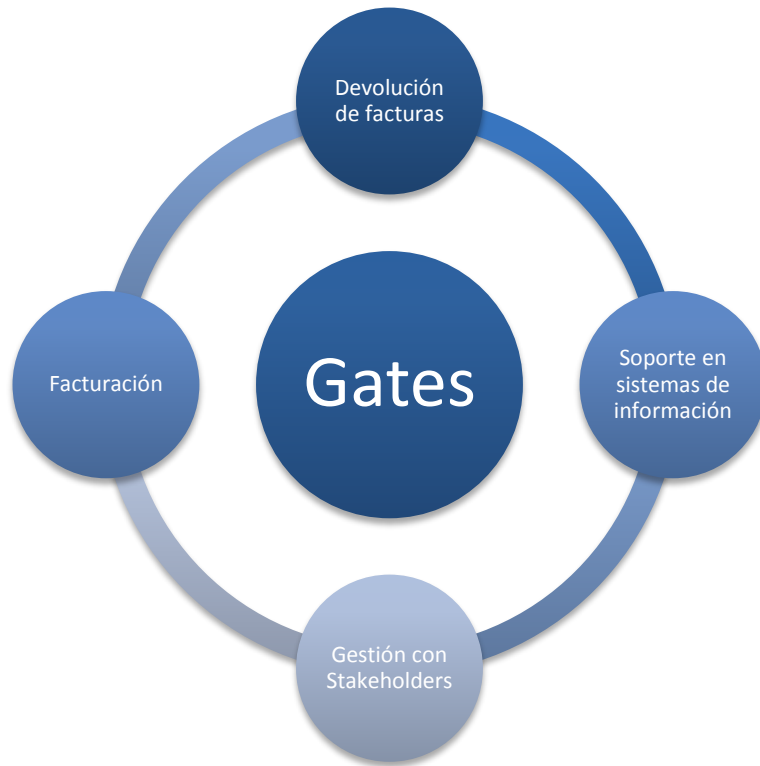 Devolución
de facturas
Facturación
Gates
Soporte en
sistemas de
información
Gestión con
Stakeholders